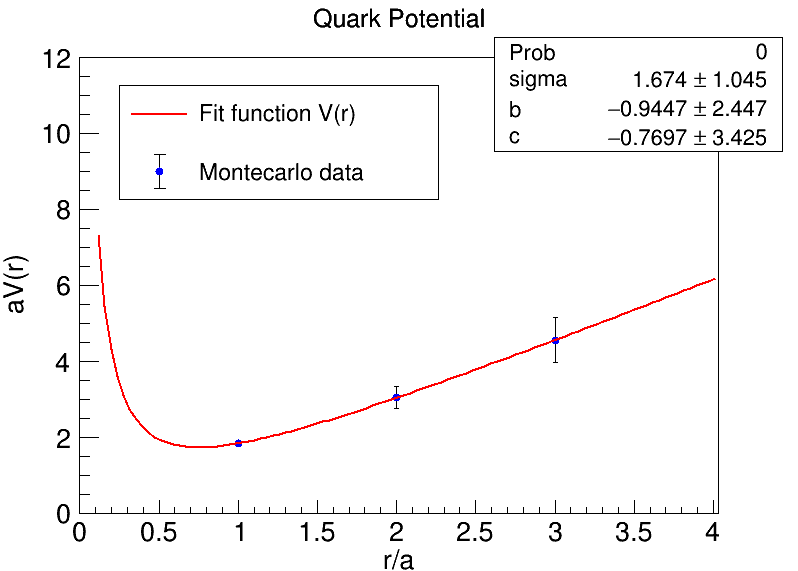 Quark Potential
Prob 0
sigma 1.674 ± 1.045
b −0.9447 ± 2.447
c −0.7697 ± 3.425
Fit function V(r)
Montecarlo data
aV(r)
12
10
8
6
4
2
0
0 0.5 1 1.5 2 2.5 3 3.5 4
r/a